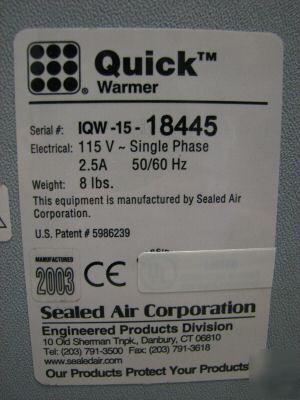 Quick™
Warmer
Serial #: IQW -15 - 18445
Electrical: 115 V ~ Single Phase
2.5A 50/60 Hz
Weight: 8 lbs.
This equipment is manufactured by Sealed Air
Corporation.
U.S. Patent # 5986239
MANUFACTURED
2003
CE
Sealed Air Corporation
Engineered Products Division
10 Old Sherman Tnpk., Danbury, CT 06810
Tel: (203) 791-3500 Fax: (203) 791-3618
sealedair.com
Our Products Protect Your Products